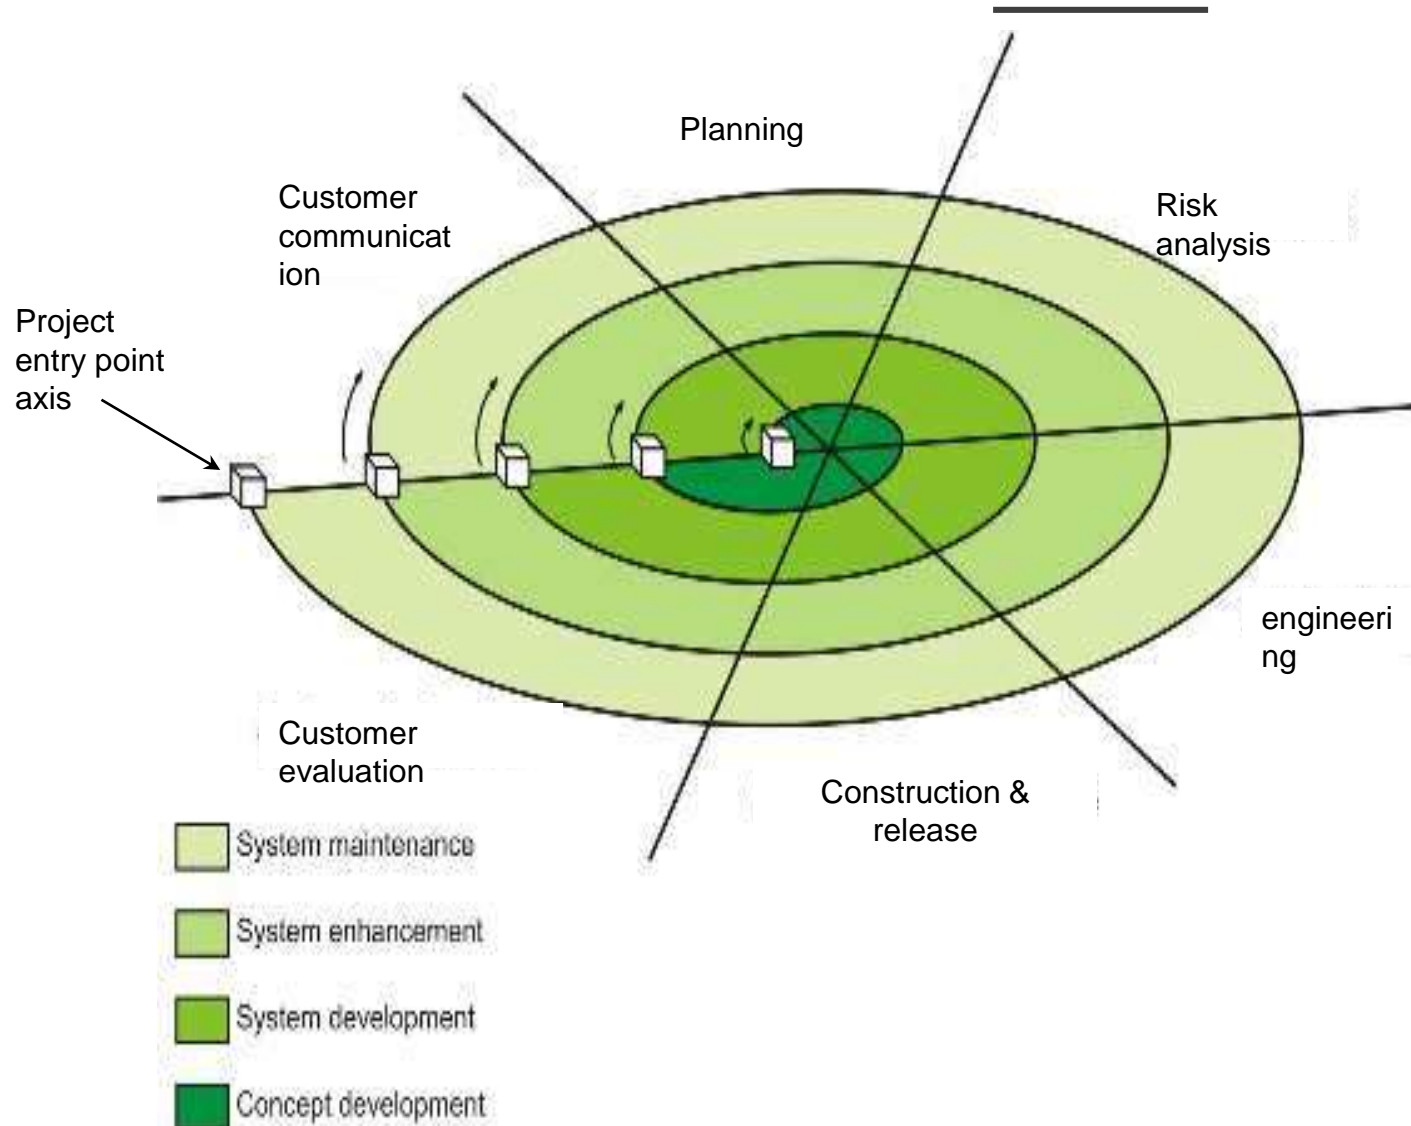 Planning
Customer
communicat
ion
Risk
analysis
Project
entry point
axis
engineeri
ng
Customer
evaluation
Construction &
release
System maintenance
System enhancement
System development
Concept development